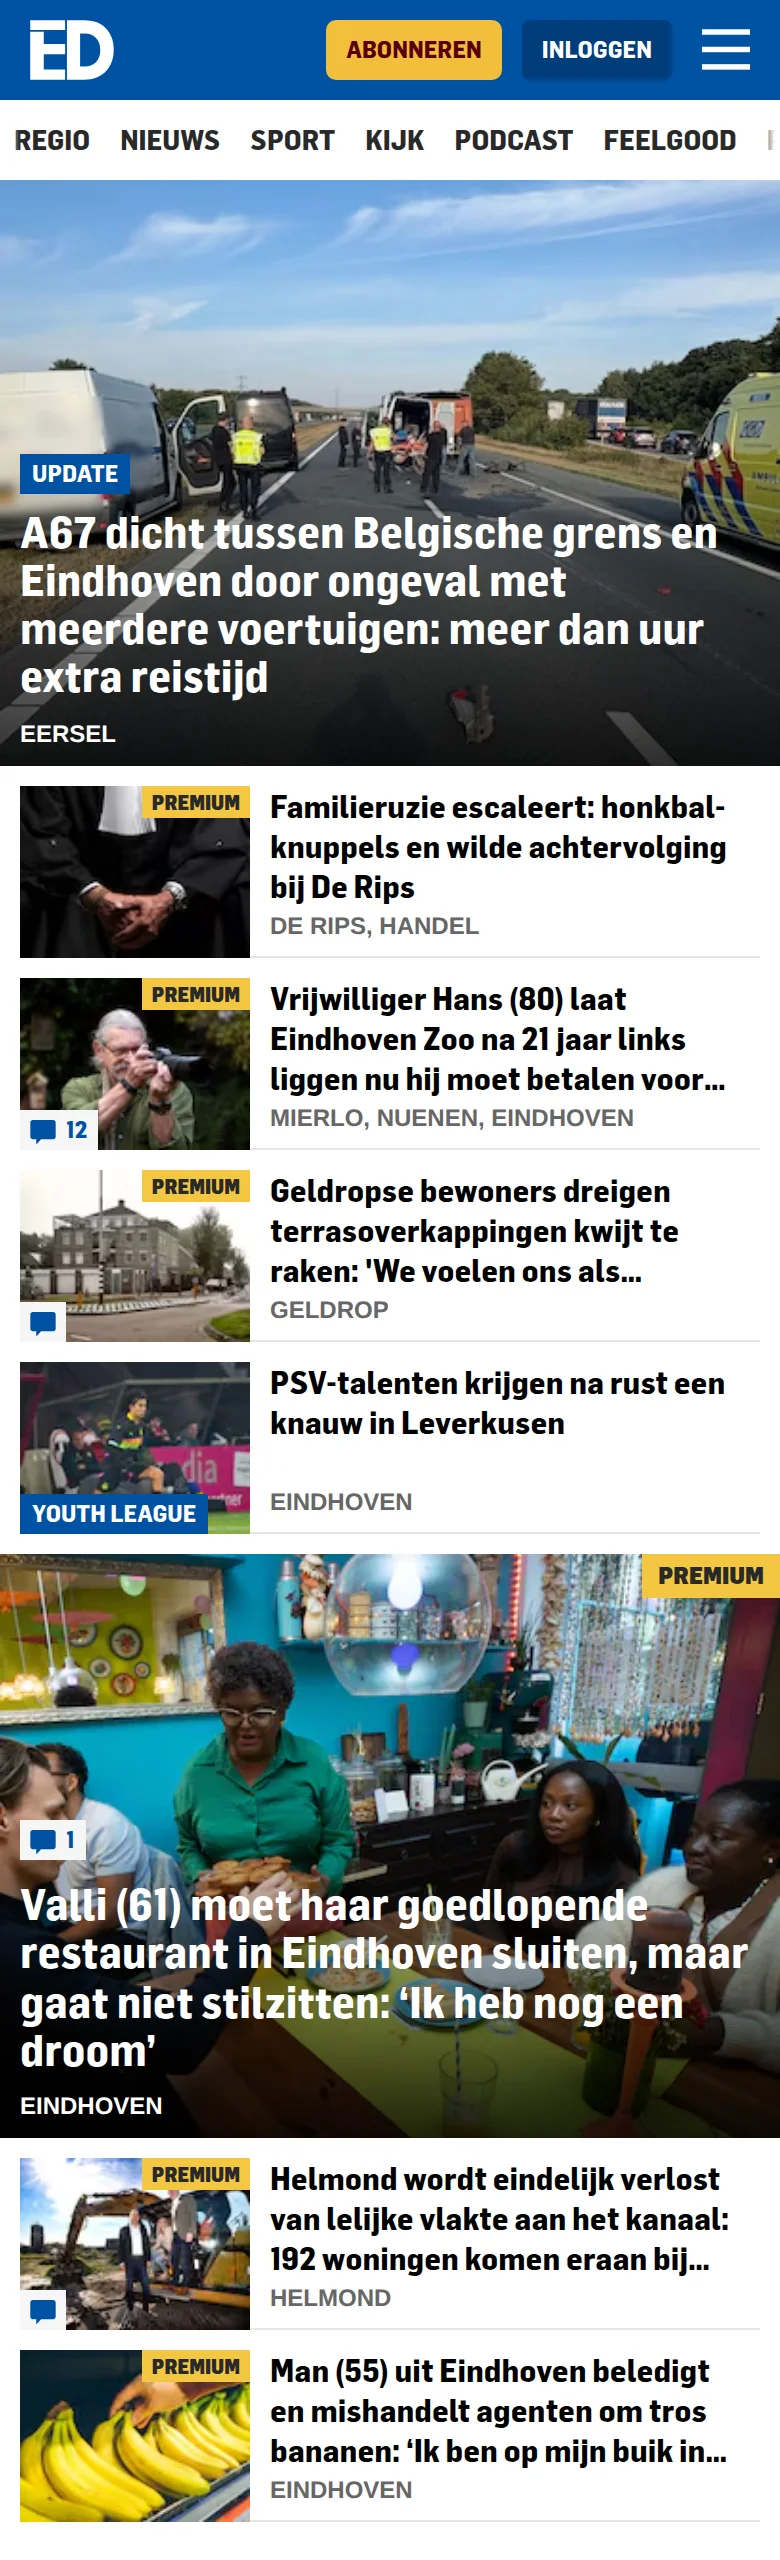 ED
ABONNEREN
INLOGGEN
REGIO NIEUWS SPORT KIJK PODCAST FEELGOOD
UPDATE
A67 dicht tussen Belgische grens en
Eindhoven door ongeval met
meerdere voertuigen: meer dan uur
extra reistijd
EERSEL
PREMIUM
Familieruzie escaleert: honkbal-
knuppels en wilde achtervolging
bij De Rips
DE RIPS, HANDEL
PREMIUM
12
Vrijwilliger Hans (80) laat
Eindhoven Zoo na 21 jaar links
liggen nu hij moet betalen voor...
MIERLO, NUENEN, EINDHOVEN
PREMIUM
Geldropse bewoners dreigen
terrasoverkappingen kwijt te
raken: 'We voelen ons als...
GELDROP
YOUTH LEAGUE
PSV-talenten krijgen na rust een
knauw in Leverkusen
EINDHOVEN
PREMIUM
1
Valli (61) moet haar goedlopende
restaurant in Eindhoven sluiten, maar
gaat niet stilzitten: ‘Ik heb nog een
droom’
EINDHOVEN
PREMIUM
Helmond wordt eindelijk verlost
van lelijke vlakte aan het kanaal:
192 woningen komen eraan bij...
HELMOND
PREMIUM
Man (55) uit Eindhoven beledigt
en mishandelt agenten om tros
bananen: ‘Ik ben op mijn buik in...
EINDHOVEN